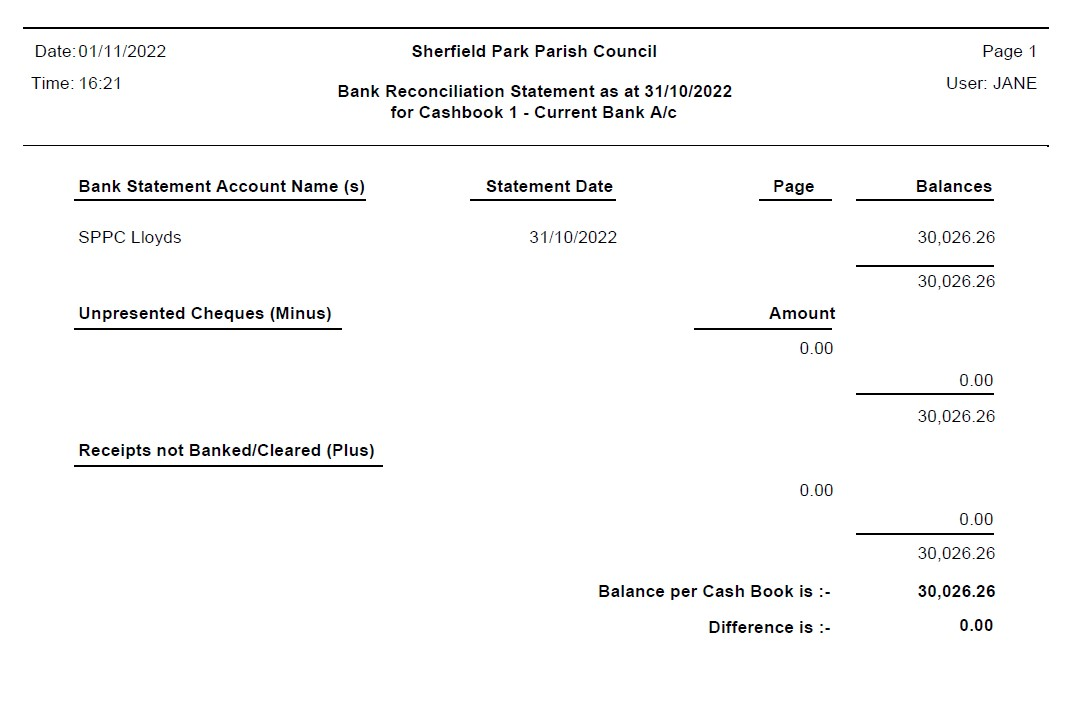 Date: 01/11/2022 Sherfield Park Parish Council Page 1
Time: 16:21 User: JANE
Bank Reconciliation Statement as at 31/10/2022
for Cashbook 1 - Current Bank A/c
Bank Statement Account Name (s) Statement Date Page Balances
SPPC Lloyds 31/10/2022 30,026.26
30,026.26
Unpresented Cheques (Minus) Amount
0.00
0.00
30,026.26
Receipts not Banked/Cleared (Plus)
0.00
0.00
30,026.26
Balance per Cash Book is :- 30,026.26
Difference is :- 0.00